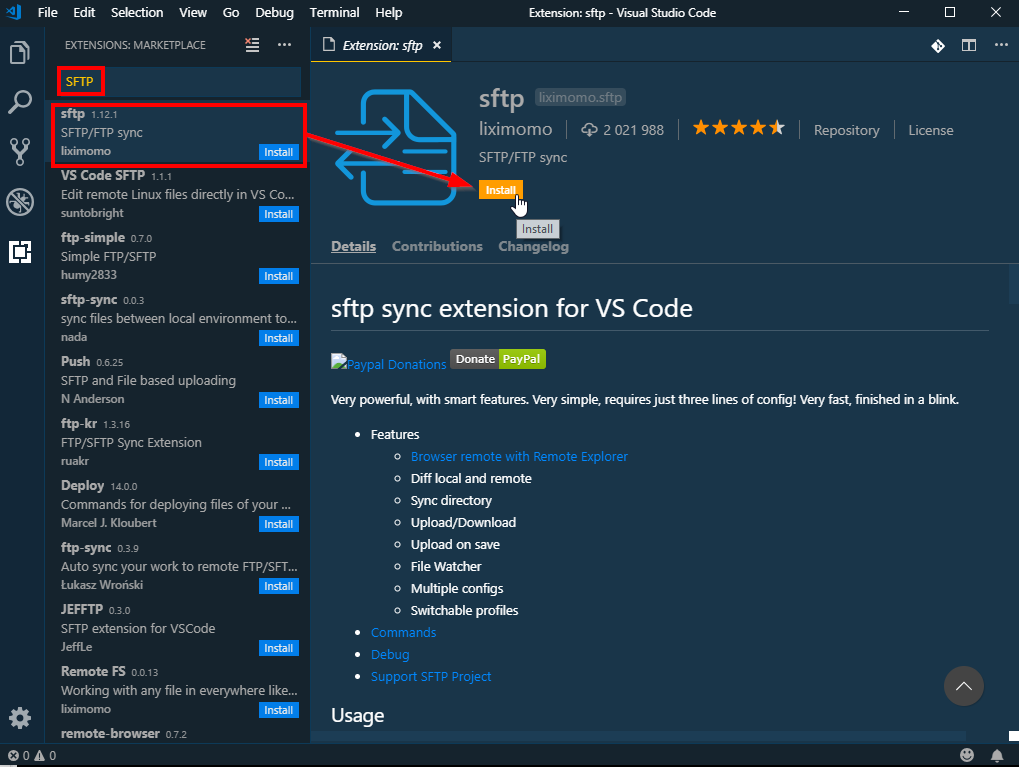 File Edit Selection View Go Debug Terminal Help
Extension: sftp - Visual Studio Code
EXTENSIONS: MARKETPLACE
SFTP
sftp 1.12.1
SFTP/FTP sync
liximomo Install
VS Code SFTP 1.1.1
Edit remote Linux files directly in VS Co...
suntobright Install
ftp-simple 0.7.0
Simple FTP/SFTP
humy2833 Install
sftp-sync 0.0.3
sync files between local environment to...
nada Install
Push 0.6.25
SFTP and File based uploading
N Anderson Install
ftp-kr 1.3.16
FTP/SFTP Sync Extension
ruakr Install
Deploy 14.0.0
Commands for deploying files of your ...
Marcel J. Kloubert Install
ftp-sync 0.3.9
Auto sync your work to remote FTP/SFT...
Łukasz Wroński Install
JEFFTP 0.3.0
SFTP extension for VSCode
JeffLe Install
Remote FS 0.0.13
Working with any file in everywhere like...
liximomo Install
remote-browser 0.7.2
Extension: sftp
sftp liximomo.sftp
liximomo 2 021 988 Repository License
SFTP/FTP sync
Install
Install
Details Contributions Changelog
sftp sync extension for VS Code
Paypal Donations Donate PayPal
Very powerful, with smart features. Very simple, requires just three lines of config! Very fast, finished in a blink.
Features
Browser remote with Remote Explorer
Diff local and remote
Sync directory
Upload/Download
Upload on save
File Watcher
Multiple configs
Switchable profiles
Commands
Debug
Support SFTP Project
Usage
0 0